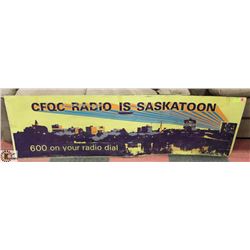 CFQC RADIO IS SASKATOON
600 on your radio dial